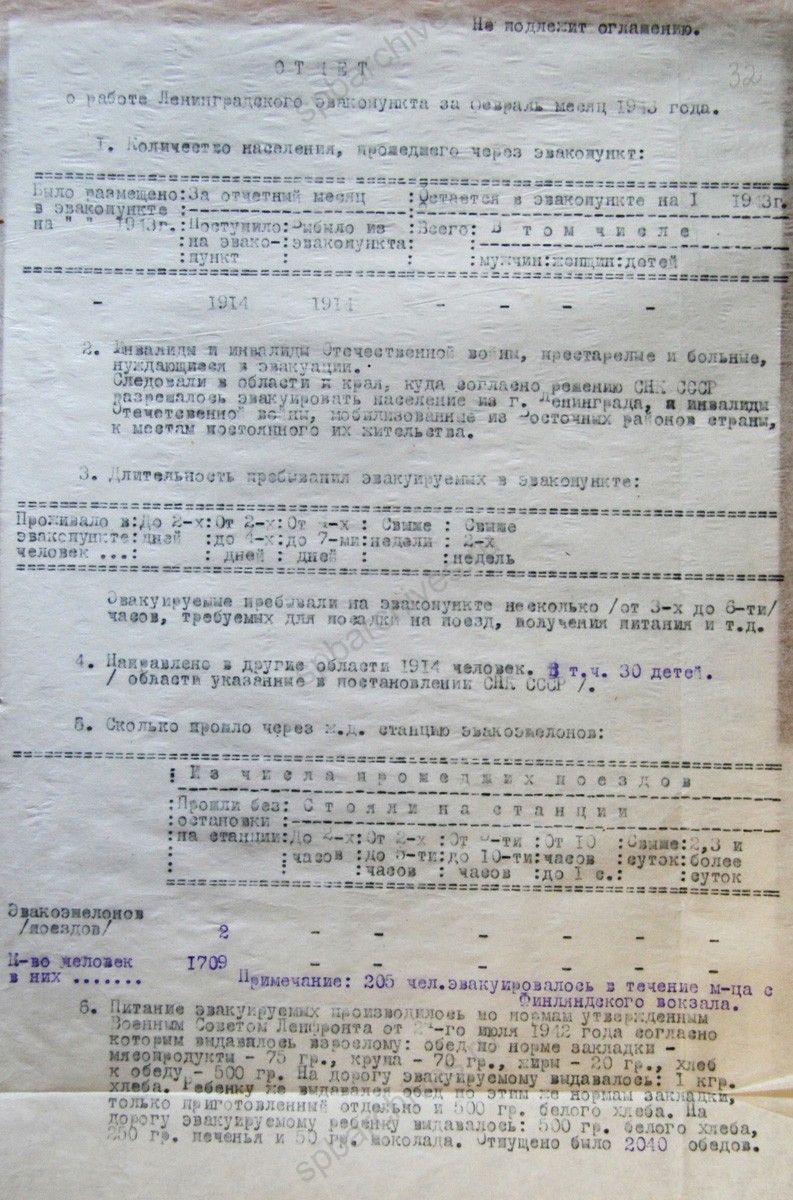 Не подлежит оглашению.
32
ОТЧЕТ
о работе Ленинградского эвакопункта за февраль месяц 1943 года.
1. Количество населения, прошедшего через эвакопункт:
Было размещено:За отчетный месяц :Остается в эвакопункте на I 1943г.
в эвакопункте :
на " " 1943г.:Поступило:Выбыло из :Всего: В том числе
:на эвако-:эвакопункта: :
:пункт : : :мужчин:женщин:детей
- 1914 1914 - - - -
2. Инвалиды и инвалиды Отечественной войны, престарелые и больные,
нуждающиеся в эвакуации.
Следовали в области и края, куда согласно решению СНК СССР
разрешалось эвакуировать население из г. Ленинграда, и инвалиды
Отечественной войны, мобилизованные из Восточных районов страны,
к местам постоянного их жительства.
3. Длительность пребывания эвакуируемых в эвакопункте:
Проживало в:До 2-х:От 2-х:От 4-х : Свыше : Свыше
эвакопункте:дней :до 4-х:до 7-ми:недели : 2-х
человек ...: : дней : дней : :недель
Эвакуируемые пребывали на эвакопункте несколько /от 3-х до 6-ти/
часов, требуемых для посадки на поезд, получения питания и т.д.
4. Направлено в другие области 1914 человек. В т.ч. 30 детей.
/ области указанные в постановлении СНК СССР /.
5. Сколько прошло через ж.д. станцию эвакоэшелонов:
: Из числа прошедших поездов
:Прошли без: Стояли на станции
:остановки :
:на станции:До 2-х:От 2-х :От 5-ти :От 10 :Свыше:2,3 и
: :часов :до 5-ти:до 10-ти:часов :суток:более
: : :часов : часов :до 1 с.: :суток
Эвакоэшелонов
/поездов/ 2 - - - - - -
К-во человек 1709 - - - - - -
в них ....... Примечание: 205 чел.эвакуировалось в течение м-ца с
Финляндского вокзала.
6. Питание эвакуируемых производилось по нормам утвержденным
Военным Советом Ленфронта от -го июля 1942 года согласно
которым выдавалось взрослому: обед по норме закладки -
мясопродукты - 75 гр., крупа - 70 гр., жиры - 20 гр., хлеб
к обеду - 500 гр. На дорогу эвакуируемому выдавалось: 1 кгр.
хлеба. Ребенку же выдавался обед по этим же нормам закладки,
только приготовленный отдельно и 500 гр. белого хлеба. На
дорогу эвакуируемому ребенку выдавалось: 500 гр. белого хлеба,
250 гр. печенья и 50 гр. шоколада. Отпущено было 2040 обедов.